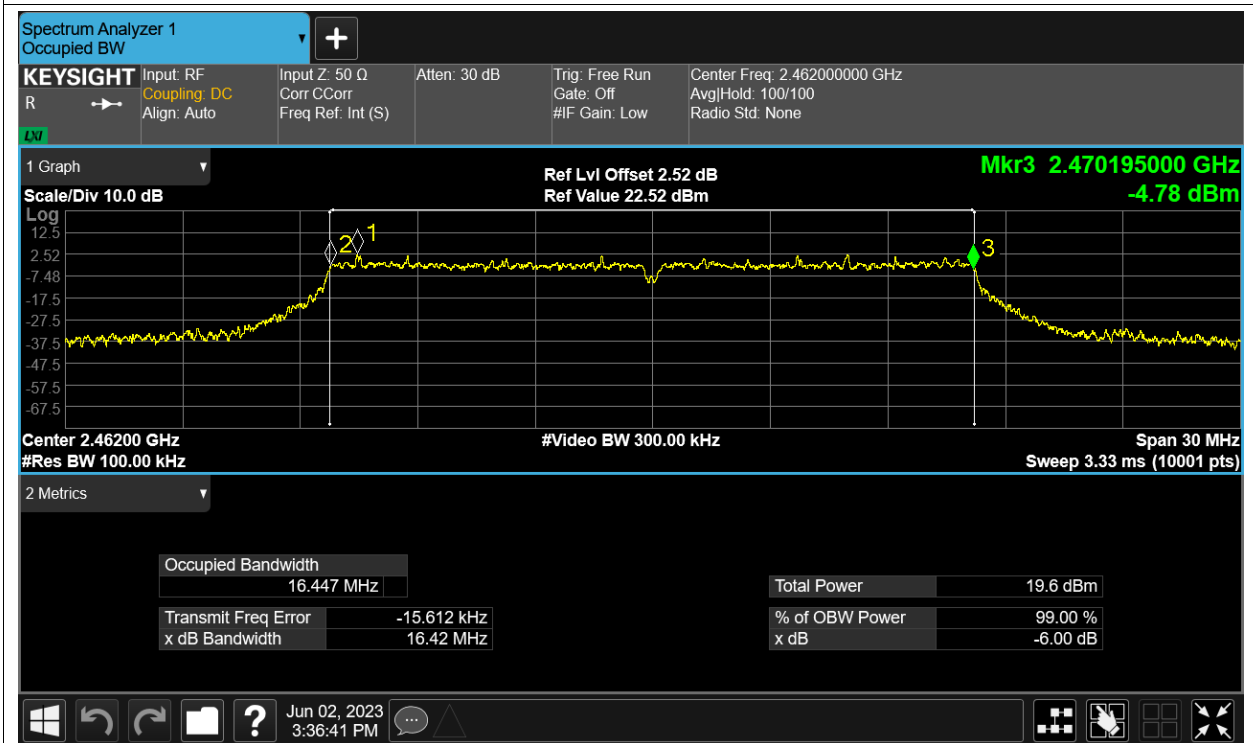 Spectrum Analyzer 1
Occupied BW
KEYSIGHT Input: RF Input Z: 50 Ω Atten: 30 dB Trig: Free Run Center Freq: 2.462000000 GHz
R Coupling: DC Corr CCorr Gate: Off Avg|Hold: 100/100
Align: Auto Freq Ref: Int (S) #IF Gain: Low Radio Std: None
LXI
1 Graph Ref Lvl Offset 2.52 dB Mkr3 2.470195000 GHz
Scale/Div 10.0 dB Ref Value 22.52 dBm -4.78 dBm
Log
12.5
2.52
-7.48
-17.5
-27.5
-37.5
-47.5
-57.5
-67.5
2 1 3
Center 2.46200 GHz #Video BW 300.00 kHz Span 30 MHz
#Res BW 100.00 kHz Sweep 3.33 ms (10001 pts)
2 Metrics
Occupied Bandwidth
16.447 MHz Total Power 19.6 dBm
Transmit Freq Error -15.612 kHz % of OBW Power 99.00 %
x dB Bandwidth 16.42 MHz x dB -6.00 dB
Jun 02, 2023
3:36:41 PM